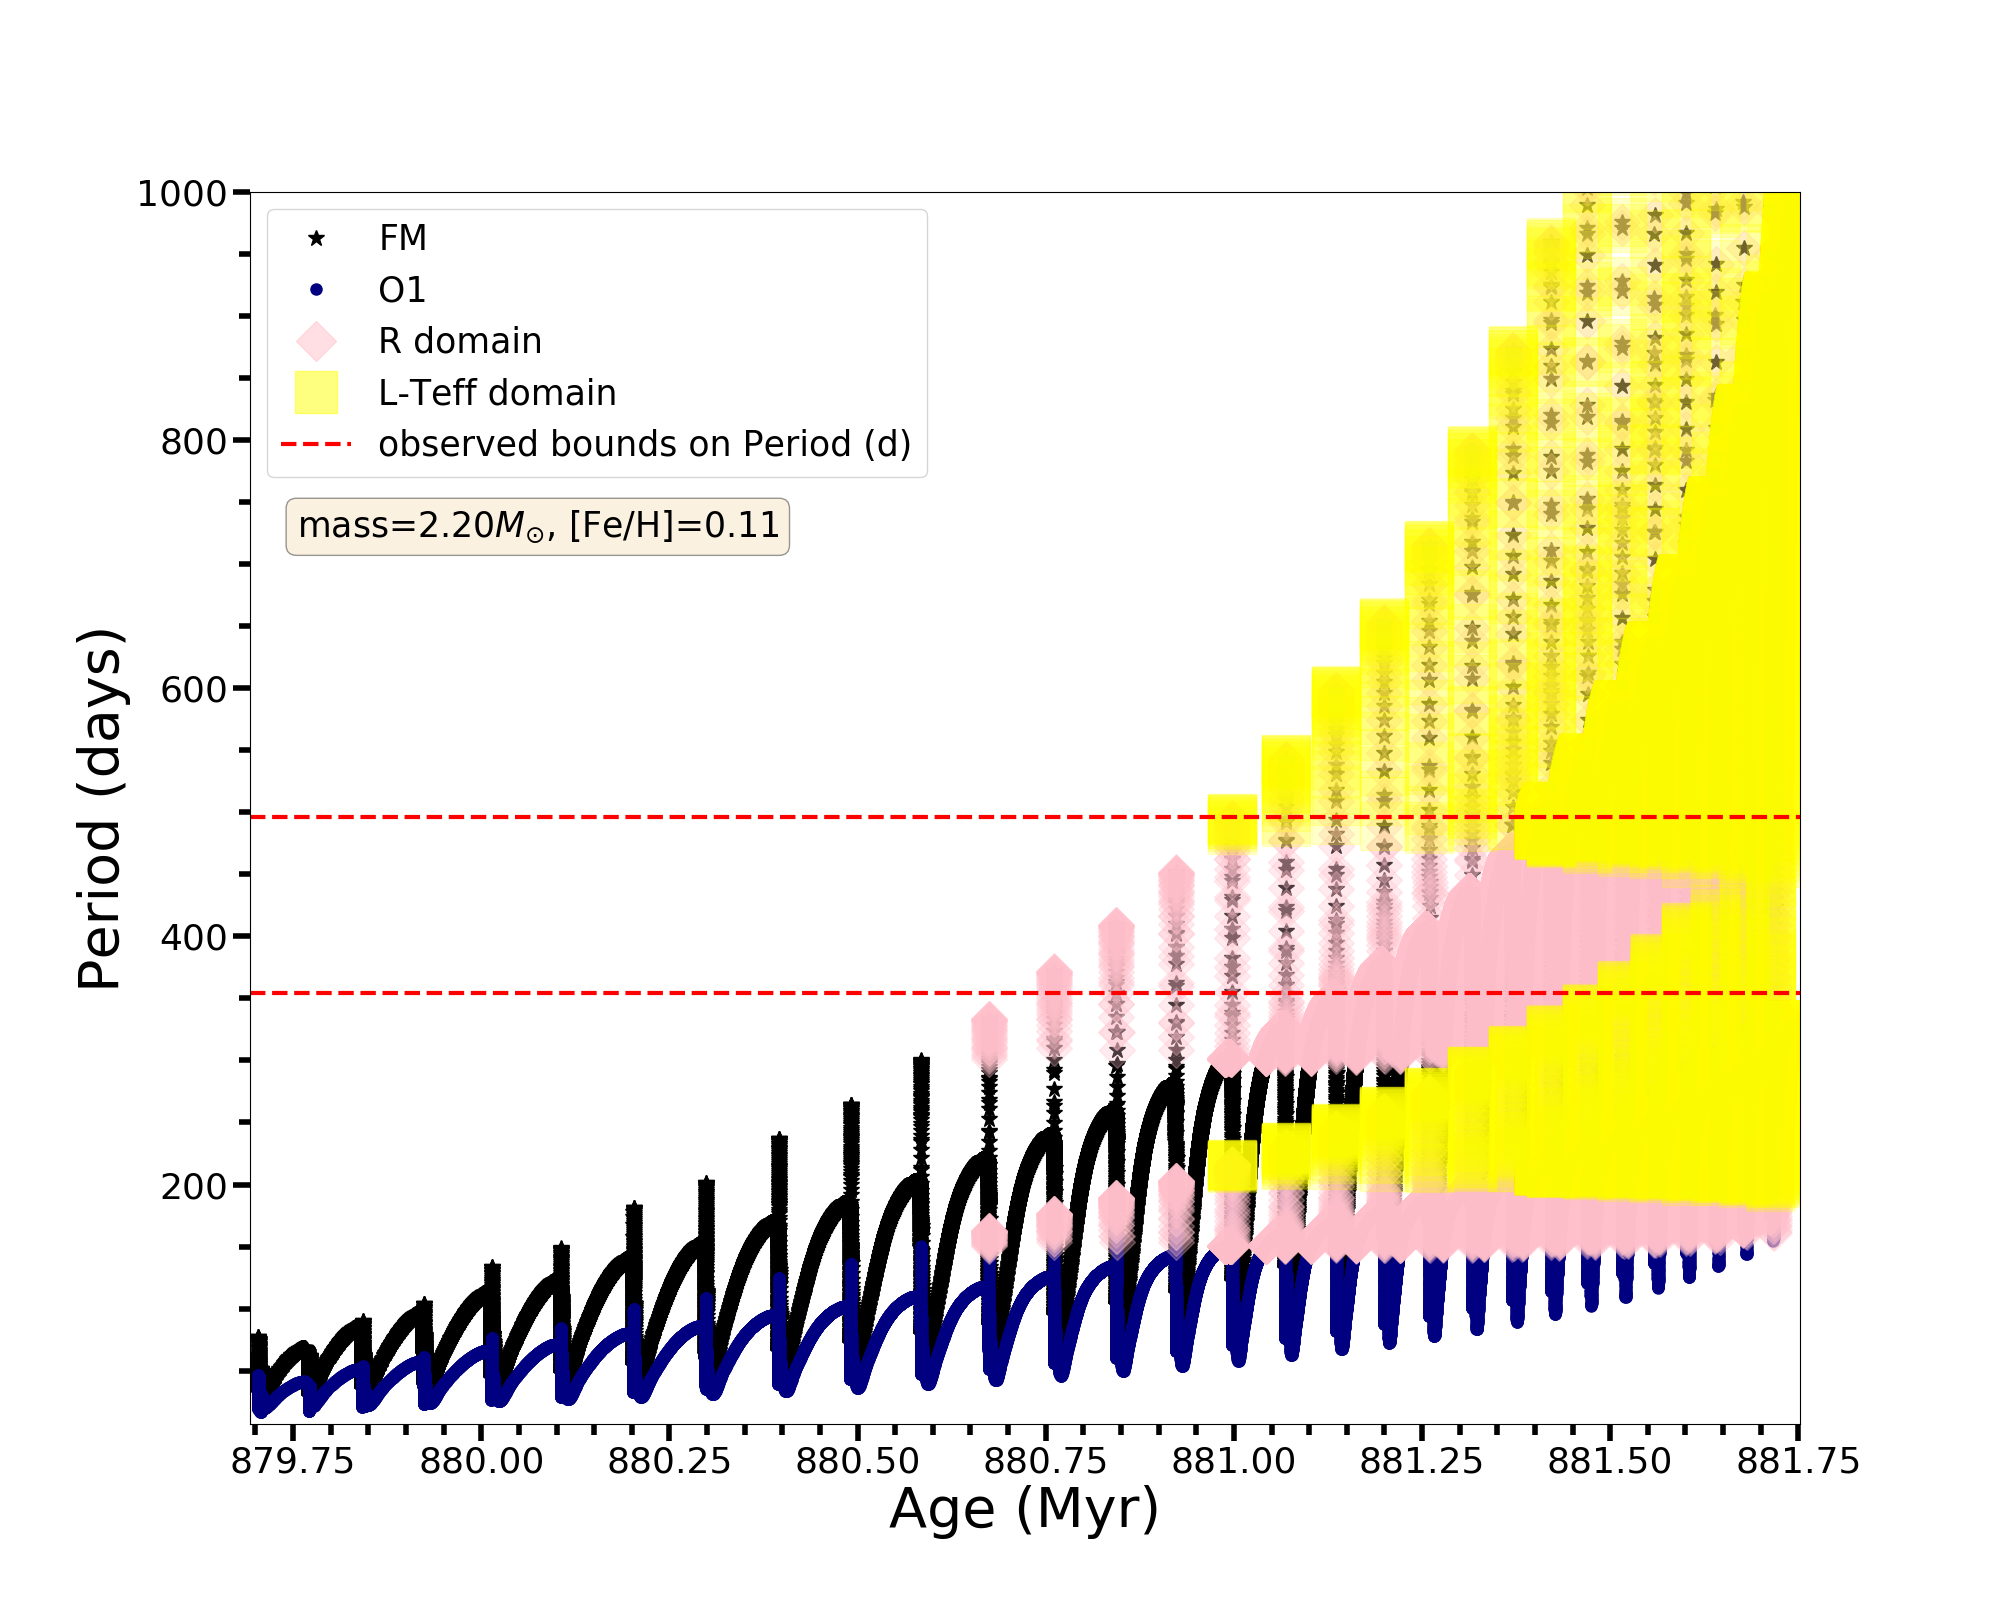 1000
800
600
400
200
Period (days)
FM
O1
R domain
L-Teff domain
observed bounds on Period (d)
mass=2.20M⊙, [Fe/H]=0.11
879.75 880.00 880.25 880.50 880.75 881.00 881.25 881.50 881.75
Age (Myr)